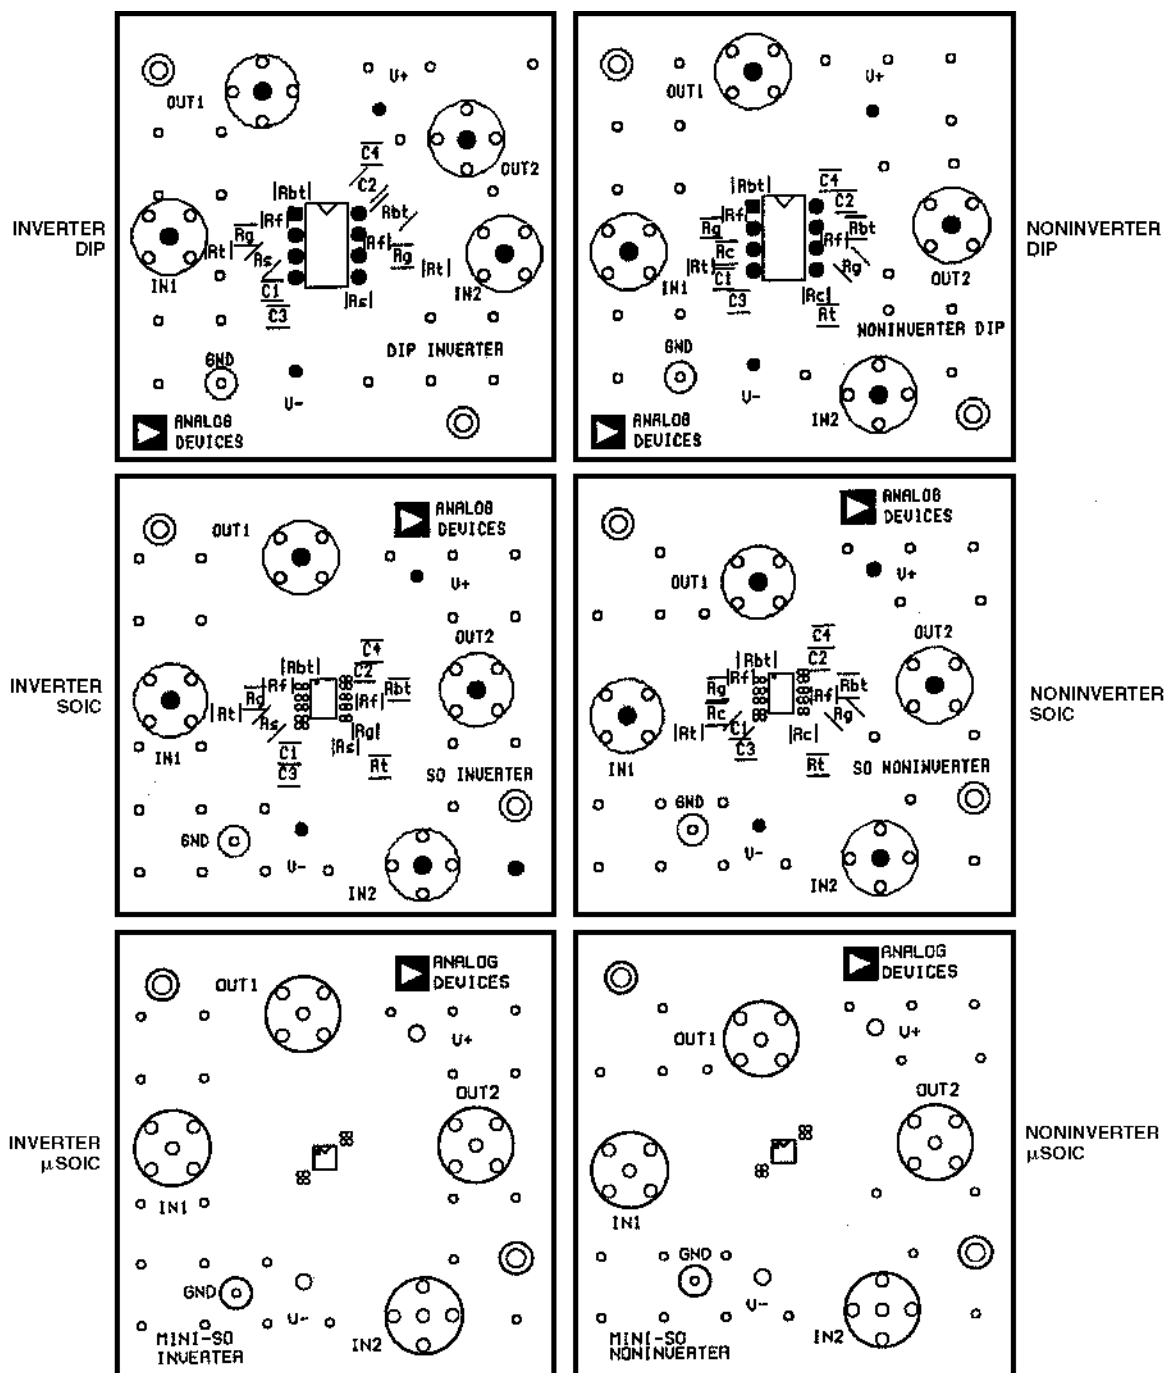 OUT1
V+
OUT2
C4
C2
Rbt
Rbt
Rf
Rg
Rt
Rs
Rf
Rg
Rt
IN1
C1
C3
Rs
IN2
GND
V-
DIP INVERTER
ANALOG
DEVICES
INVERTER
DIP
OUT1
V+
C4
C2
Rbt
Rf
Rg
Rc
Rt
C1
C3
Rf
Rbt
Rg
Rc
Rt
IN1
OUT2
GND
V-
NONINVERTER DIP
IN2
ANALOG
DEVICES
NONINVERTER
DIP
ANALOG
DEVICES
OUT1
V+
OUT2
C4
C2
Rbt
Rf
Rg
Rt
Rs
Rf
Rbt
Rg
Rs
Rt
C1
C3
IN1
SO INVERTER
GND
V-
IN2
INVERTER
SOIC
ANALOG
DEVICES
OUT1
V+
OUT2
C4
C2
Rbt
Rf
Rg
Rc
Rt
C1
C3
Rf
Rbt
Rg
Rc
Rt
IN1
SO NONINVERTER
GND
V-
IN2
NONINVERTER
SOIC
ANALOG
DEVICES
OUT1
V+
OUT2
IN1
GND
V-
IN2
MINI-SO
INVERTER
INVERTER
µSOIC
ANALOG
DEVICES
OUT1
V+
OUT2
IN1
GND
V-
IN2
MINI-SO
NONINVERTER
NONINVERTER
µSOIC